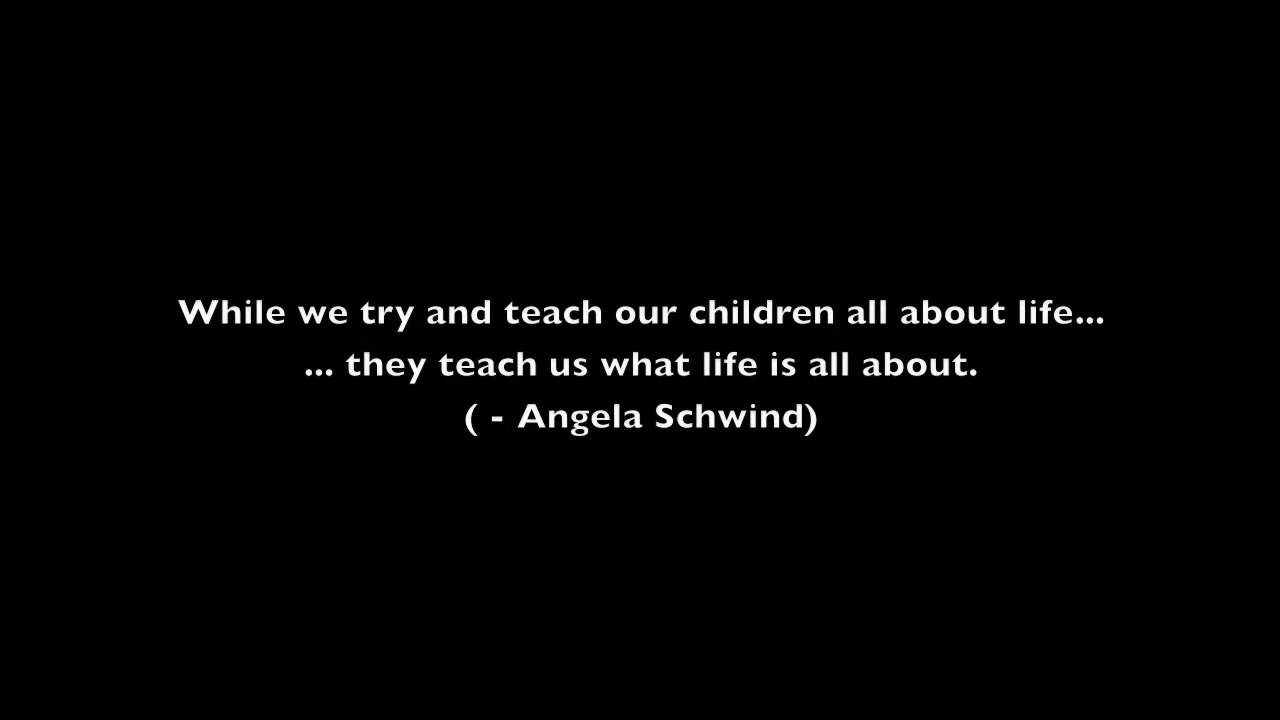 While we try and teach our children all about life...
... they teach us what life is all about.
( - Angela Schwind)